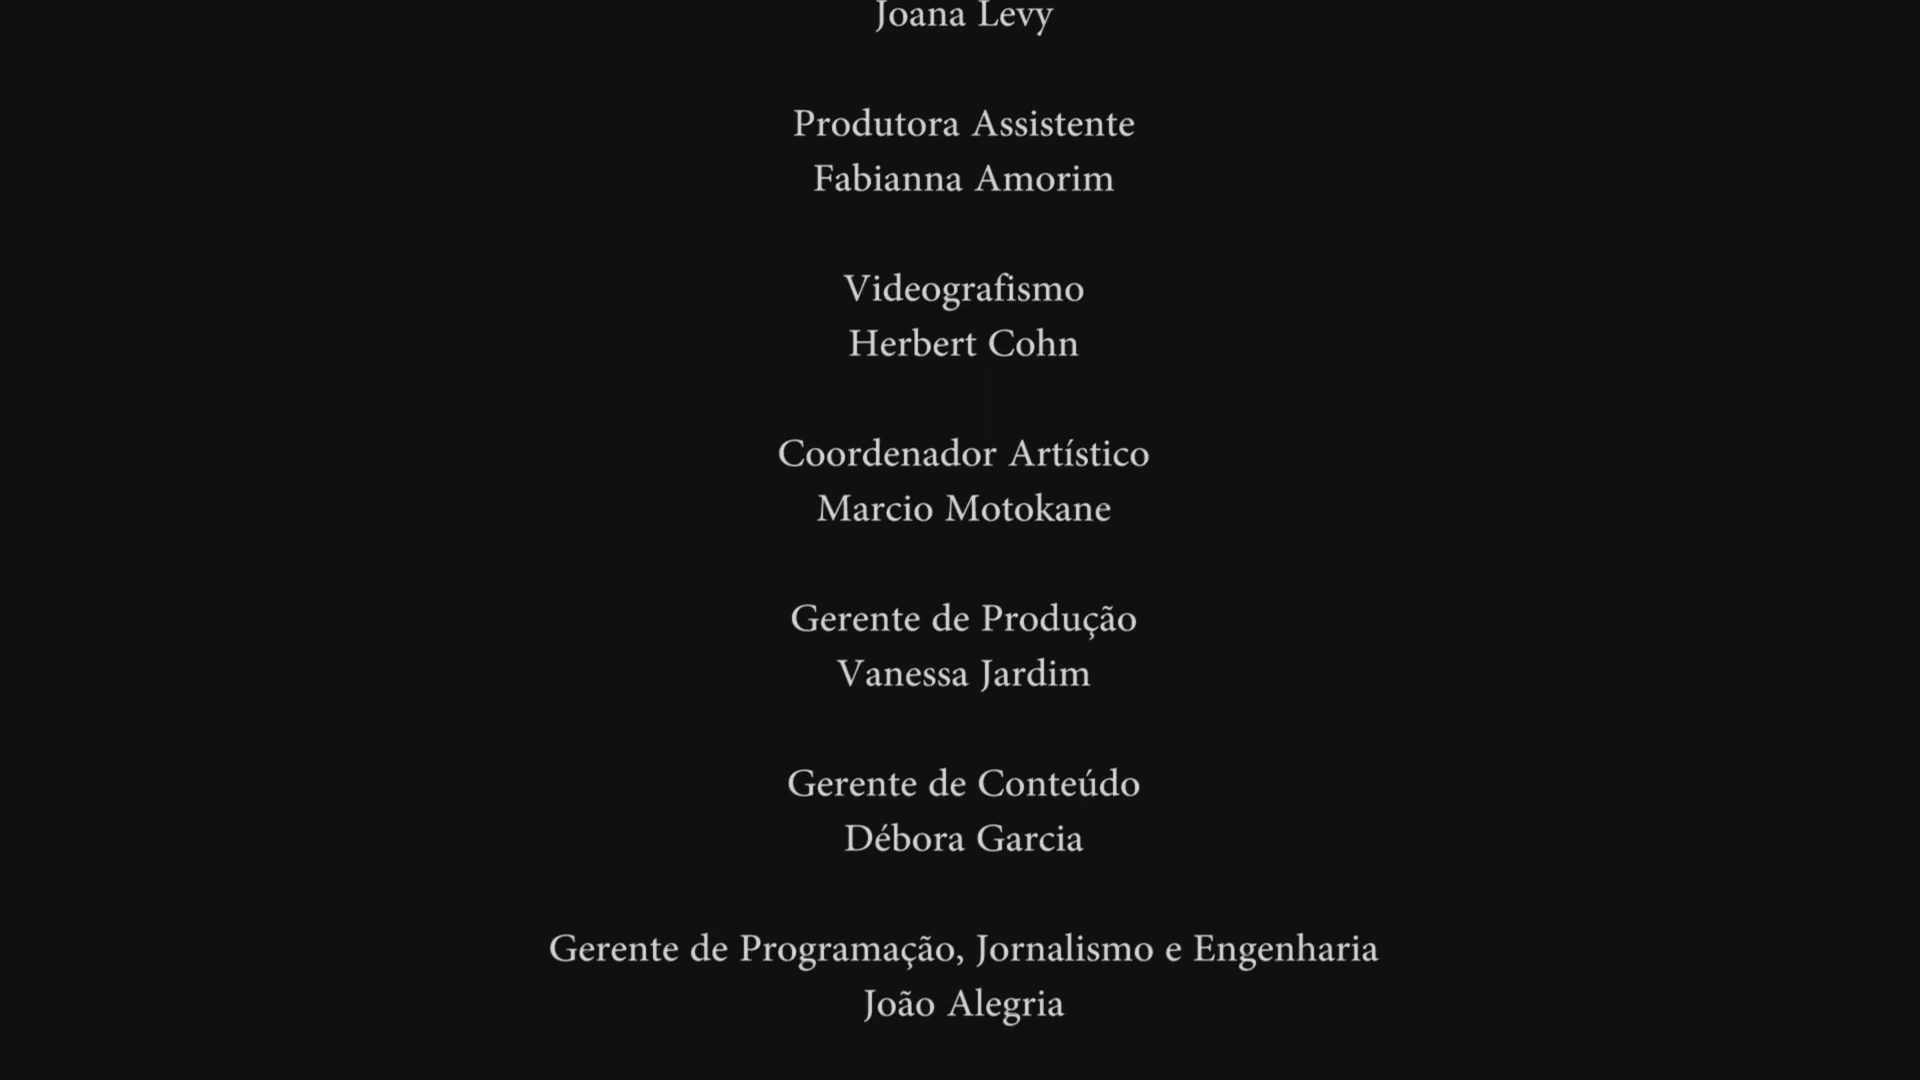 Joana Levy
Produtora Assistente
Fabianna Amorim
Videografismo
Herbert Cohn
Coordenador Artístico
Marcio Motokane
Gerente de Produção
Vanessa Jardim
Gerente de Conteúdo
Débora Garcia
Gerente de Programação, Jornalismo e Engenharia
João Alegria